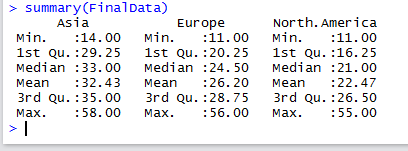 > summary(FinalData)
Asia Europe North.America
Min. :14.00 Min. :11.00 Min. :11.00
1st Qu.:29.25 1st Qu.:20.25 1st Qu.:16.25
Median :33.00 Median :24.50 Median :21.00
Mean :32.43 Mean :26.20 Mean :22.47
3rd Qu.:35.00 3rd Qu.:28.75 3rd Qu.:26.50
Max. :58.00 Max. :56.00 Max. :55.00
>